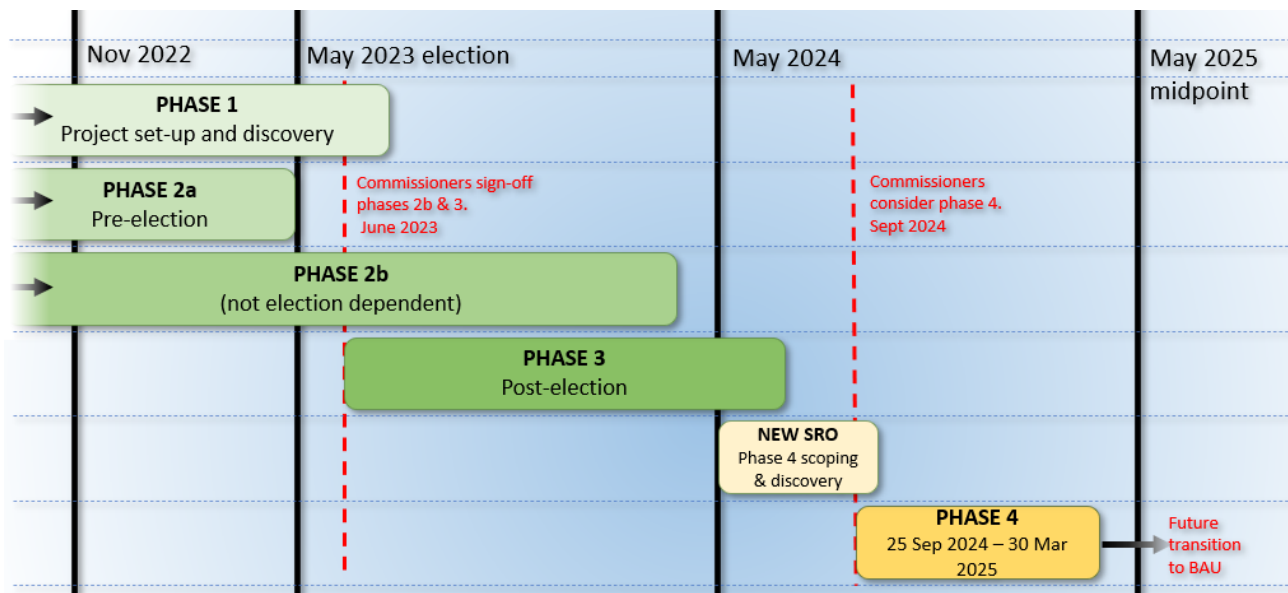 Nov 2022
May 2023 election
May 2024
May 2025
midpoint
PHASE 1
Project set-up and discovery
PHASE 2a
Pre-election
Commissioners sign-off
phases 2b & 3.
June 2023
Commissioners
consider phase 4.
Sept 2024
PHASE 2b
(not election dependent)
PHASE 3
Post-election
NEW SRO
Phase 4 scoping
& discovery
PHASE 4
25 Sep 2024 – 30 Mar
2025
Future
transition
to BAU